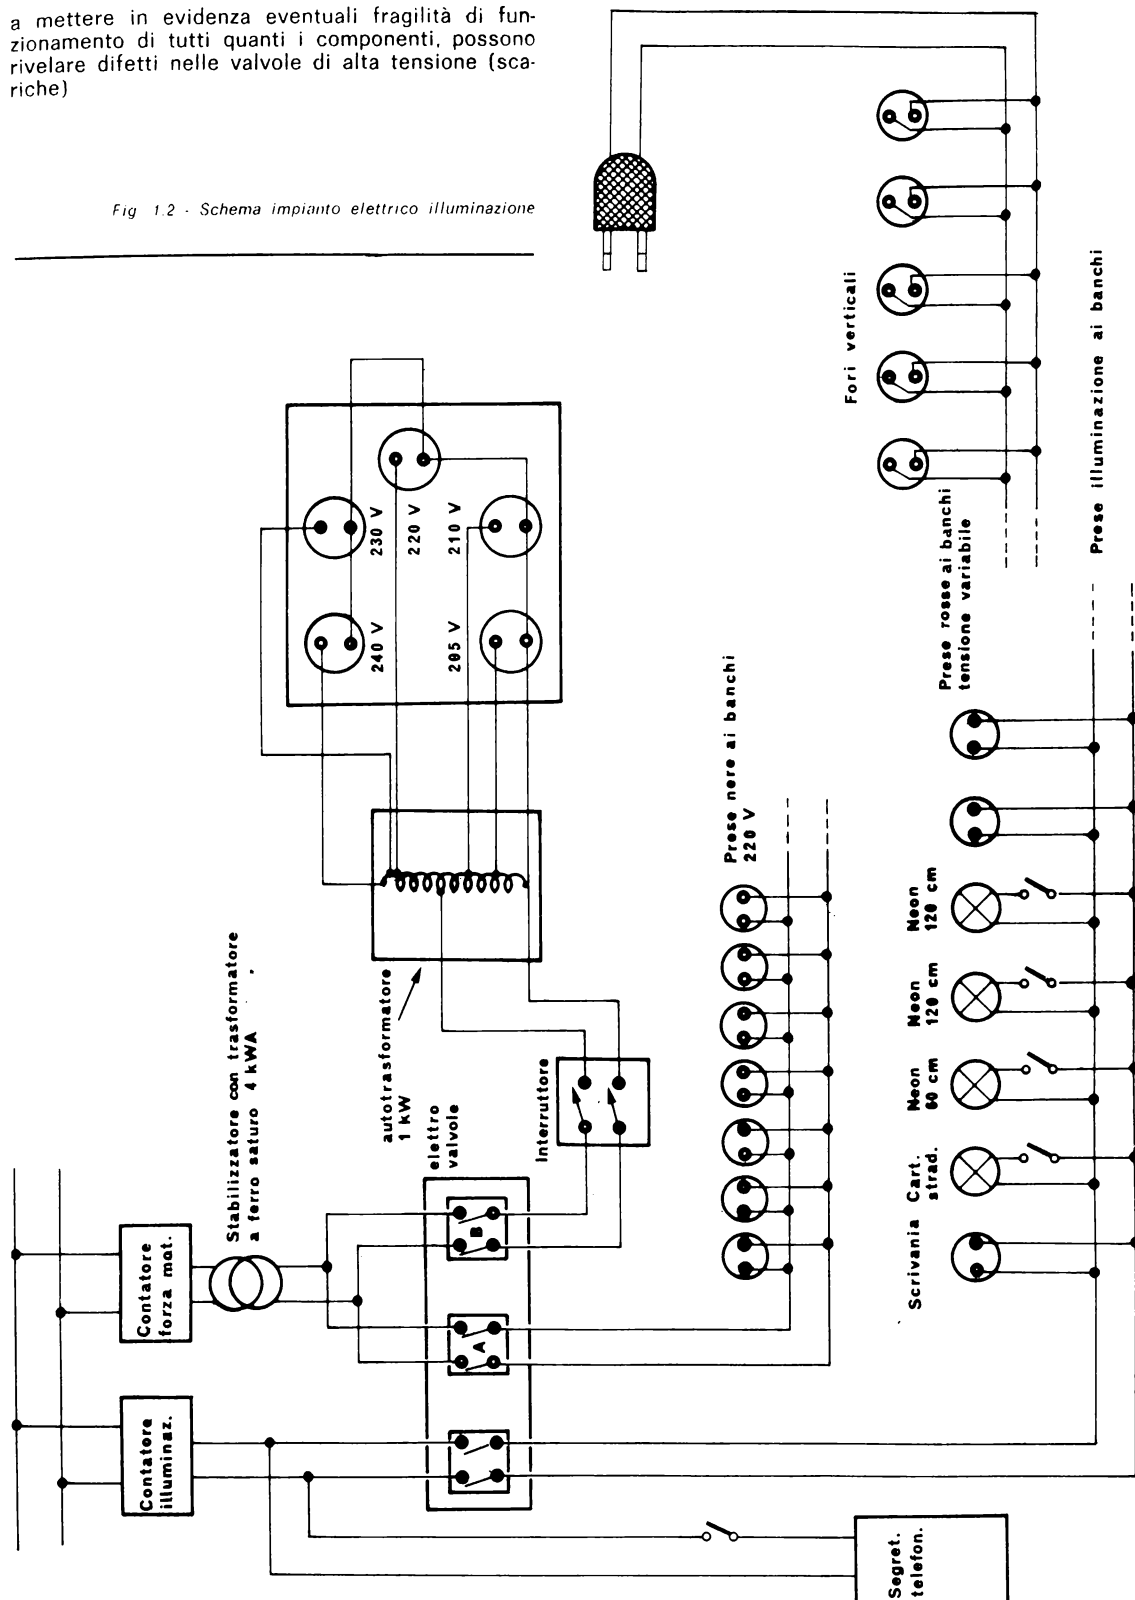 a mettere in evidenza eventuali fragilità di fun-
zionamento di tutti quanti i componenti, possono
rivelare difetti nelle valvole di alta tensione (sca-
riche)
Fig 1.2 - Schema impianto elettrico illuminazione
Fori verticali
Prese illuminazione ai banchi
Prese rosse ai banchi
tensione variabile
230 V
220 V
210 V
240 V
205 V
Prese nere ai banchi
220 V
Stabilizzatore con trasformatore
a ferro saturo 4 kWA
autotrasformatore
1 kW
elettro
valvole
Interruttore
Neon
120 cm
Neon
120 cm
Neon
60 cm
Cart.
strad.
Scrivania
Contatore
forza mot.
B
A
Contatore
illuminaz.
Segret.
telefon.